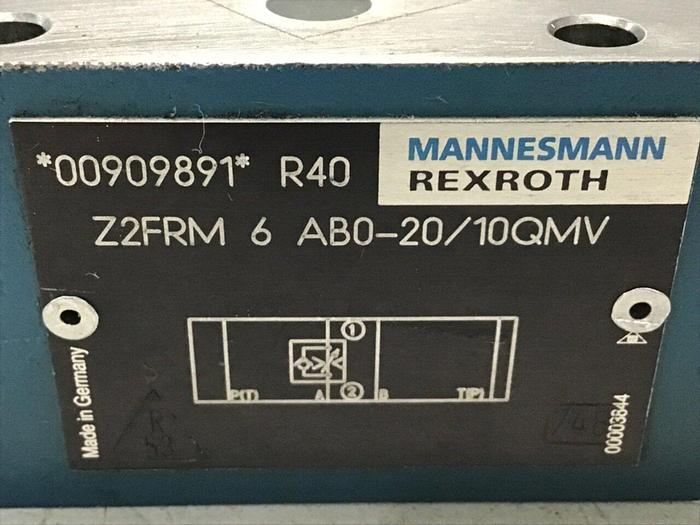 *00909891* R40
MANNESMANN
REXROTH
Z2FRM 6 AB0-20/10QMV
1
P(T) A 2 B T(P)
Made in Germany
00003844